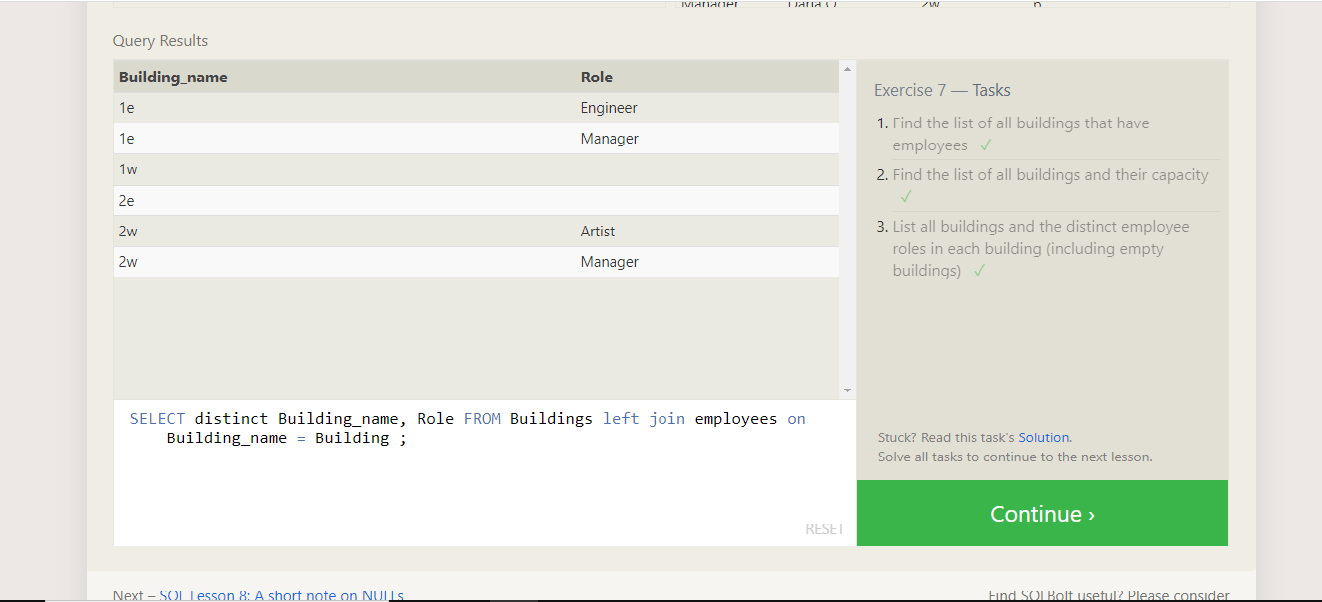 Manager Daria O. 2w 6
Query Results
Building_name Role
1e Engineer
1e Manager
1w
2e
2w Artist
2w Manager
SELECT distinct Building_name, Role FROM Buildings left join employees on
Building_name = Building ;
RESET
Exercise 7 — Tasks
1. Find the list of all buildings that have
employees ✓
2. Find the list of all buildings and their capacity
✓
3. List all buildings and the distinct employee
roles in each building (including empty
buildings) ✓
Stuck? Read this task's Solution.
Solve all tasks to continue to the next lesson.
Continue ›
Next – SQL Lesson 8: A short note on NULLs
Find SQLBolt useful? Please consider